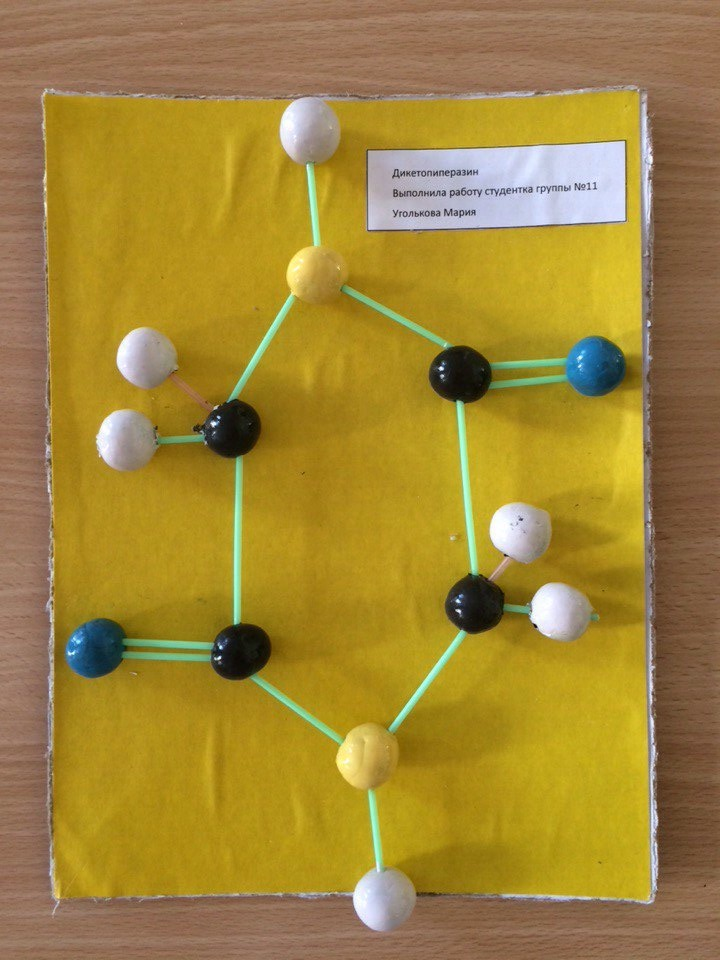 Дикетопиперазин
Выполнила работу студентка группы №11
Уголькова Мария